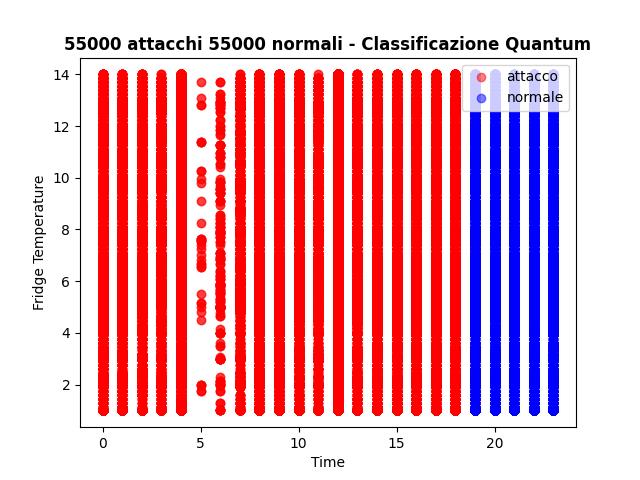 55000 attacchi 55000 normali - Classificazione Quantum
attacco
normale
14
12
10
8
6
4
2
Fridge Temperature
0 5 10 15 20
Time